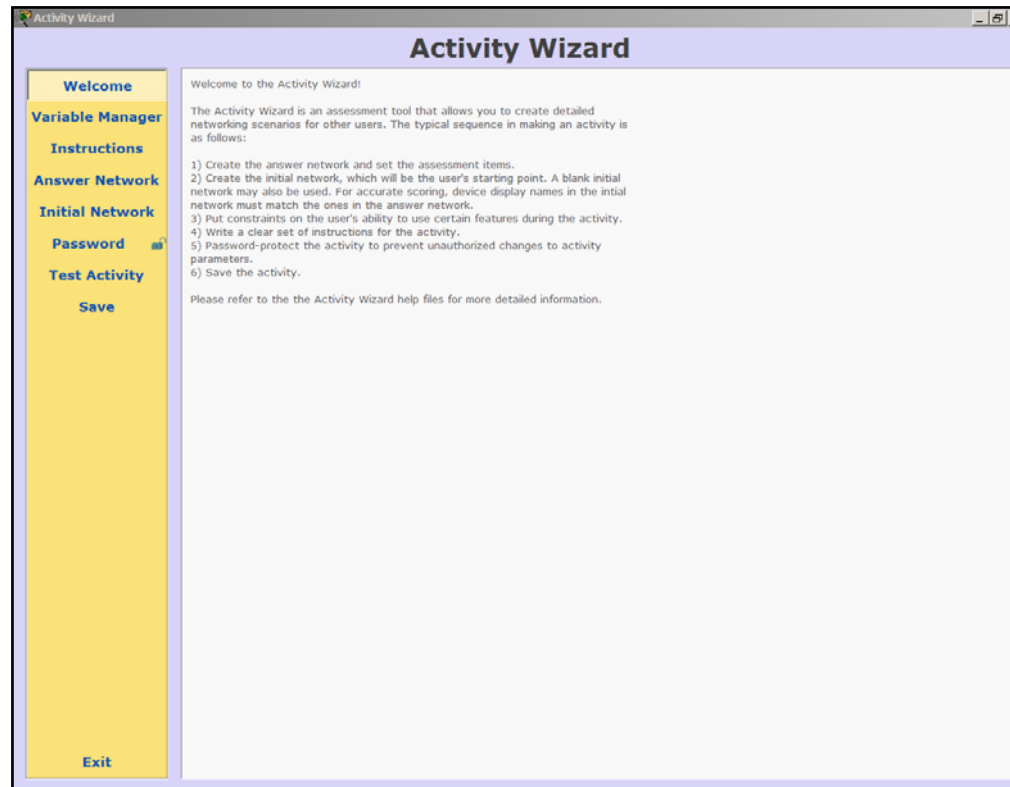 Activity Wizard
Activity Wizard
Welcome
Variable Manager
Instructions
Answer Network
Initial Network
Password
Test Activity
Save
Exit
Welcome to the Activity Wizard!
The Activity Wizard is an assessment tool that allows you to create detailed
networking scenarios for other users. The typical sequence in making an activity is
as follows:
1) Create the answer network and set the assessment items.
2) Create the initial network, which will be the user's starting point. A blank initial
network may also be used. For accurate scoring, device display names in the intial
network must match the ones in the answer network.
3) Put constraints on the user's ability to use certain features during the activity.
4) Write a clear set of instructions for the activity.
5) Password-protect the activity to prevent unauthorized changes to activity
parameters.
6) Save the activity.
Please refer to the the Activity Wizard help files for more detailed information.